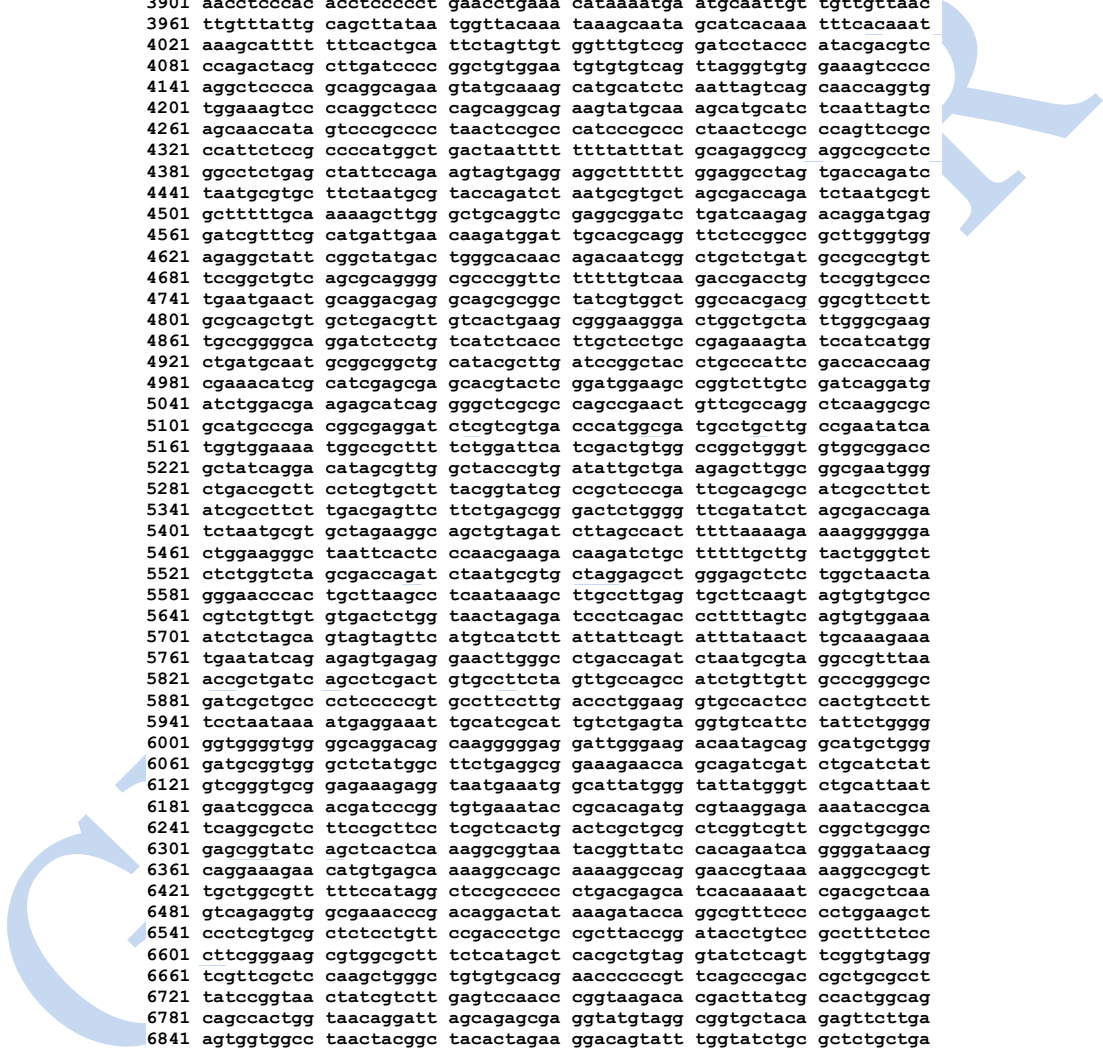 3901 aacctcccac acctccccct gaacctgaaa cataaaatga atgcaattgt tgttgttaac
3961 ttgtttattg cagcttataa tggttacaaa taaagcaata gcatcacaaa tttcacaaat
4021 aaagcatttt tttcactgca ttctagttgt ggtttgtccg gatcctaccc atacgacgtc
4081 ccagactacg cttgatcccc ggctgtggaa tgtgtgtcag ttagggtgtg gaaagtcccc
4141 aggctcccca gcaggcagaa gtatgcaaag catgcatctc aattagtcag caaccaggtg
4201 tggaaagtcc ccaggctccc cagcaggcag aagtatgcaa agcatgcatc tcaattagtc
4261 agcaaccata gtcccgcccc taactccgcc catcccgccc ctaactccgc ccagttccgc
4321 ccattctccg ccccatggct gactaatttt ttttatttat gcagaggccg aggccgcctc
4381 ggcctctgag ctattccaga agtagtgagg aggctttttt ggaggcctag tgaccagatc
4441 taatgcgtgc ttctaatgcg taccagatct aatgcgtgct agcgaccaga tctaatgcgt
4501 gctttttgca aaaagcttgg gctgcaggtc gaggcggatc tgatcaagag acaggatgag
4561 gatcgtttcg catgattgaa caagatggat tgcacgcagg ttctccggcc gcttgggtgg
4621 agaggctatt cggctatgac tgggcacaac agacaatcgg ctgctctgat gccgccgtgt
4681 tccggctgtc agcgcagggg cgcccggttc tttttgtcaa gaccgacctg tccggtgccc
4741 tgaatgaact gcaggacgag gcagcgcggc tatcgtggct ggccacgacg ggcgttcctt
4801 gcgcagctgt gctcgacgtt gtcactgaag cgggaaggga ctggctgcta ttgggcgaag
4861 tgccggggca ggatctcctg tcatctcacc ttgctcctgc cgagaaagta tccatcatgg
4921 ctgatgcaat gcggcggctg catacgcttg atccggctac ctgcccattc gaccaccaag
4981 cgaaacatcg catcgagcga gcacgtactc ggatggaagc cggtcttgtc gatcaggatg
5041 atctggacga agagcatcag gggctcgcgc cagccgaact gttcgccagg ctcaaggcgc
5101 gcatgcccga cggcgaggat ctcgtcgtga cccatggcga tgcctgcttg ccgaatatca
5161 tggtggaaaa tggccgcttt tctggattca tcgactgtgg ccggctgggt gtggcggacc
5221 gctatcagga catagcgttg gctacccgtg atattgctga agagcttggc ggcgaatggg
5281 ctgaccgctt cctcgtgctt tacggtatcg ccgctcccga ttcgcagcgc atcgccttct
5341 atcgccttct tgacgagttc ttctgagcgg gactctgggg ttcgatatct agcgaccaga
5401 tctaatgcgt gctagaaggc agctgtagat cttagccact ttttaaaaga aaagggggga
5461 ctggaagggc taattcactc ccaacgaaga caagatctgc tttttgcttg tactgggtct
5521 ctctggtcta gcgaccagat ctaatgcgtg ctaggagcct gggagctctc tggctaacta
5581 gggaacccac tgcttaagcc tcaataaagc ttgccttgag tgcttcaagt agtgtgtgcc
5641 cgtctgttgt gtgactctgg taactagaga tccctcagac ccttttagtc agtgtggaaa
5701 atctctagca gtagtagttc atgtcatctt attattcagt atttataact tgcaaagaaa
5761 tgaatatcag agagtgagag gaacttgggc ctgaccagat ctaatgcgta ggccgtttaa
5821 accgctgatc agcctcgact gtgccttcta gttgccagcc atctgttgtt gcccgggcgc
5881 gatcgctgcc cctcccccgt gccttccttg accctggaag gtgccactcc cactgtcctt
5941 tcctaataaa atgaggaaat tgcatcgcat tgtctgagta ggtgtcattc tattctgggg
6001 ggtggggtgg ggcaggacag caagggggag gattgggaag acaatagcag gcatgctggg
6061 gatgcggtgg gctctatggc ttctgaggcg gaaagaacca gcagatcgat ctgcatctat
6121 gtcgggtgcg gagaaagagg taatgaaatg gcattatggg tattatgggt ctgcattaat
6181 gaatcggcca acgatcccgg tgtgaaatac cgcacagatg cgtaaggaga aaataccgca
6241 tcaggcgctc ttccgcttcc tcgctcactg actcgctgcg ctcggtcgtt cggctgcggc
6301 gagcggtatc agctcactca aaggcggtaa tacggttatc cacagaatca ggggataacg
6361 caggaaagaa catgtgagca aaaggccagc aaaaggccag gaaccgtaaa aaggccgcgt
6421 tgctggcgtt tttccatagg ctccgccccc ctgacgagca tcacaaaaat cgacgctcaa
6481 gtcagaggtg gcgaaacccg acaggactat aaagatacca ggcgtttccc cctggaagct
6541 ccctcgtgcg ctctcctgtt ccgaccctgc cgcttaccgg atacctgtcc gcctttctcc
6601 cttcgggaag cgtggcgctt tctcatagct cacgctgtag gtatctcagt tcggtgtagg
6661 tcgttcgctc caagctgggc tgtgtgcacg aaccccccgt tcagcccgac cgctgcgcct
6721 tatccggtaa ctatcgtctt gagtccaacc cggtaagaca cgacttatcg ccactggcag
6781 cagccactgg taacaggatt agcagagcga ggtatgtagg cggtgctaca gagttcttga
6841 agtggtggcc taactacggc tacactagaa ggacagtatt tggtatctgc gctctgctga